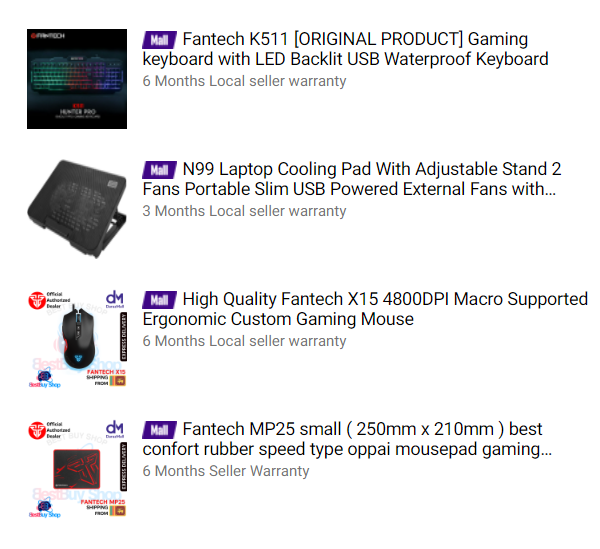 FANTECH
HUNTER PRO
Mall Fantech K511 [ORIGINAL PRODUCT] Gaming
keyboard with LED Backlit USB Waterproof Keyboard
6 Months Local seller warranty
Mall N99 Laptop Cooling Pad With Adjustable Stand 2
Fans Portable Slim USB Powered External Fans with...
3 Months Local seller warranty
Official
Authorized
Dealer
DarazMall
EXPRESS DELIVERY
FANTECH X15
SHIPPING
FROM
BestBuy Shop
Mall High Quality Fantech X15 4800DPI Macro Supported
Ergonomic Custom Gaming Mouse
6 Months Local seller warranty
Official
Authorized
Dealer
DarazMall
EXPRESS DELIVERY
FANTECH MP25
SHIPPING
FROM
BestBuy Shop
Mall Fantech MP25 small ( 250mm x 210mm ) best
confort rubber speed type oppai mousepad gaming...
6 Months Seller Warranty